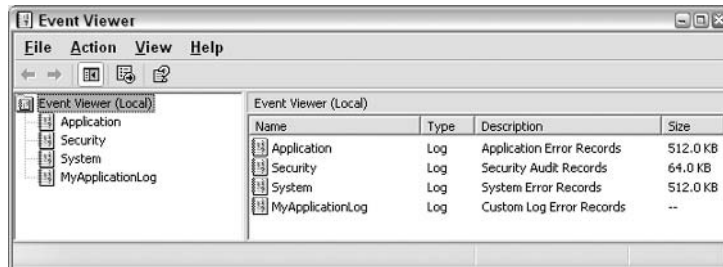 Event Viewer
File Action View Help
Event Viewer (Local)
Application
Security
System
MyApplicationLog
Event Viewer (Local)
Name Type Description Size
Application Log Application Error Records 512.0 KB
Security Log Security Audit Records 64.0 KB
System Log System Error Records 512.0 KB
MyApplicationLog Log Custom Log Error Records --